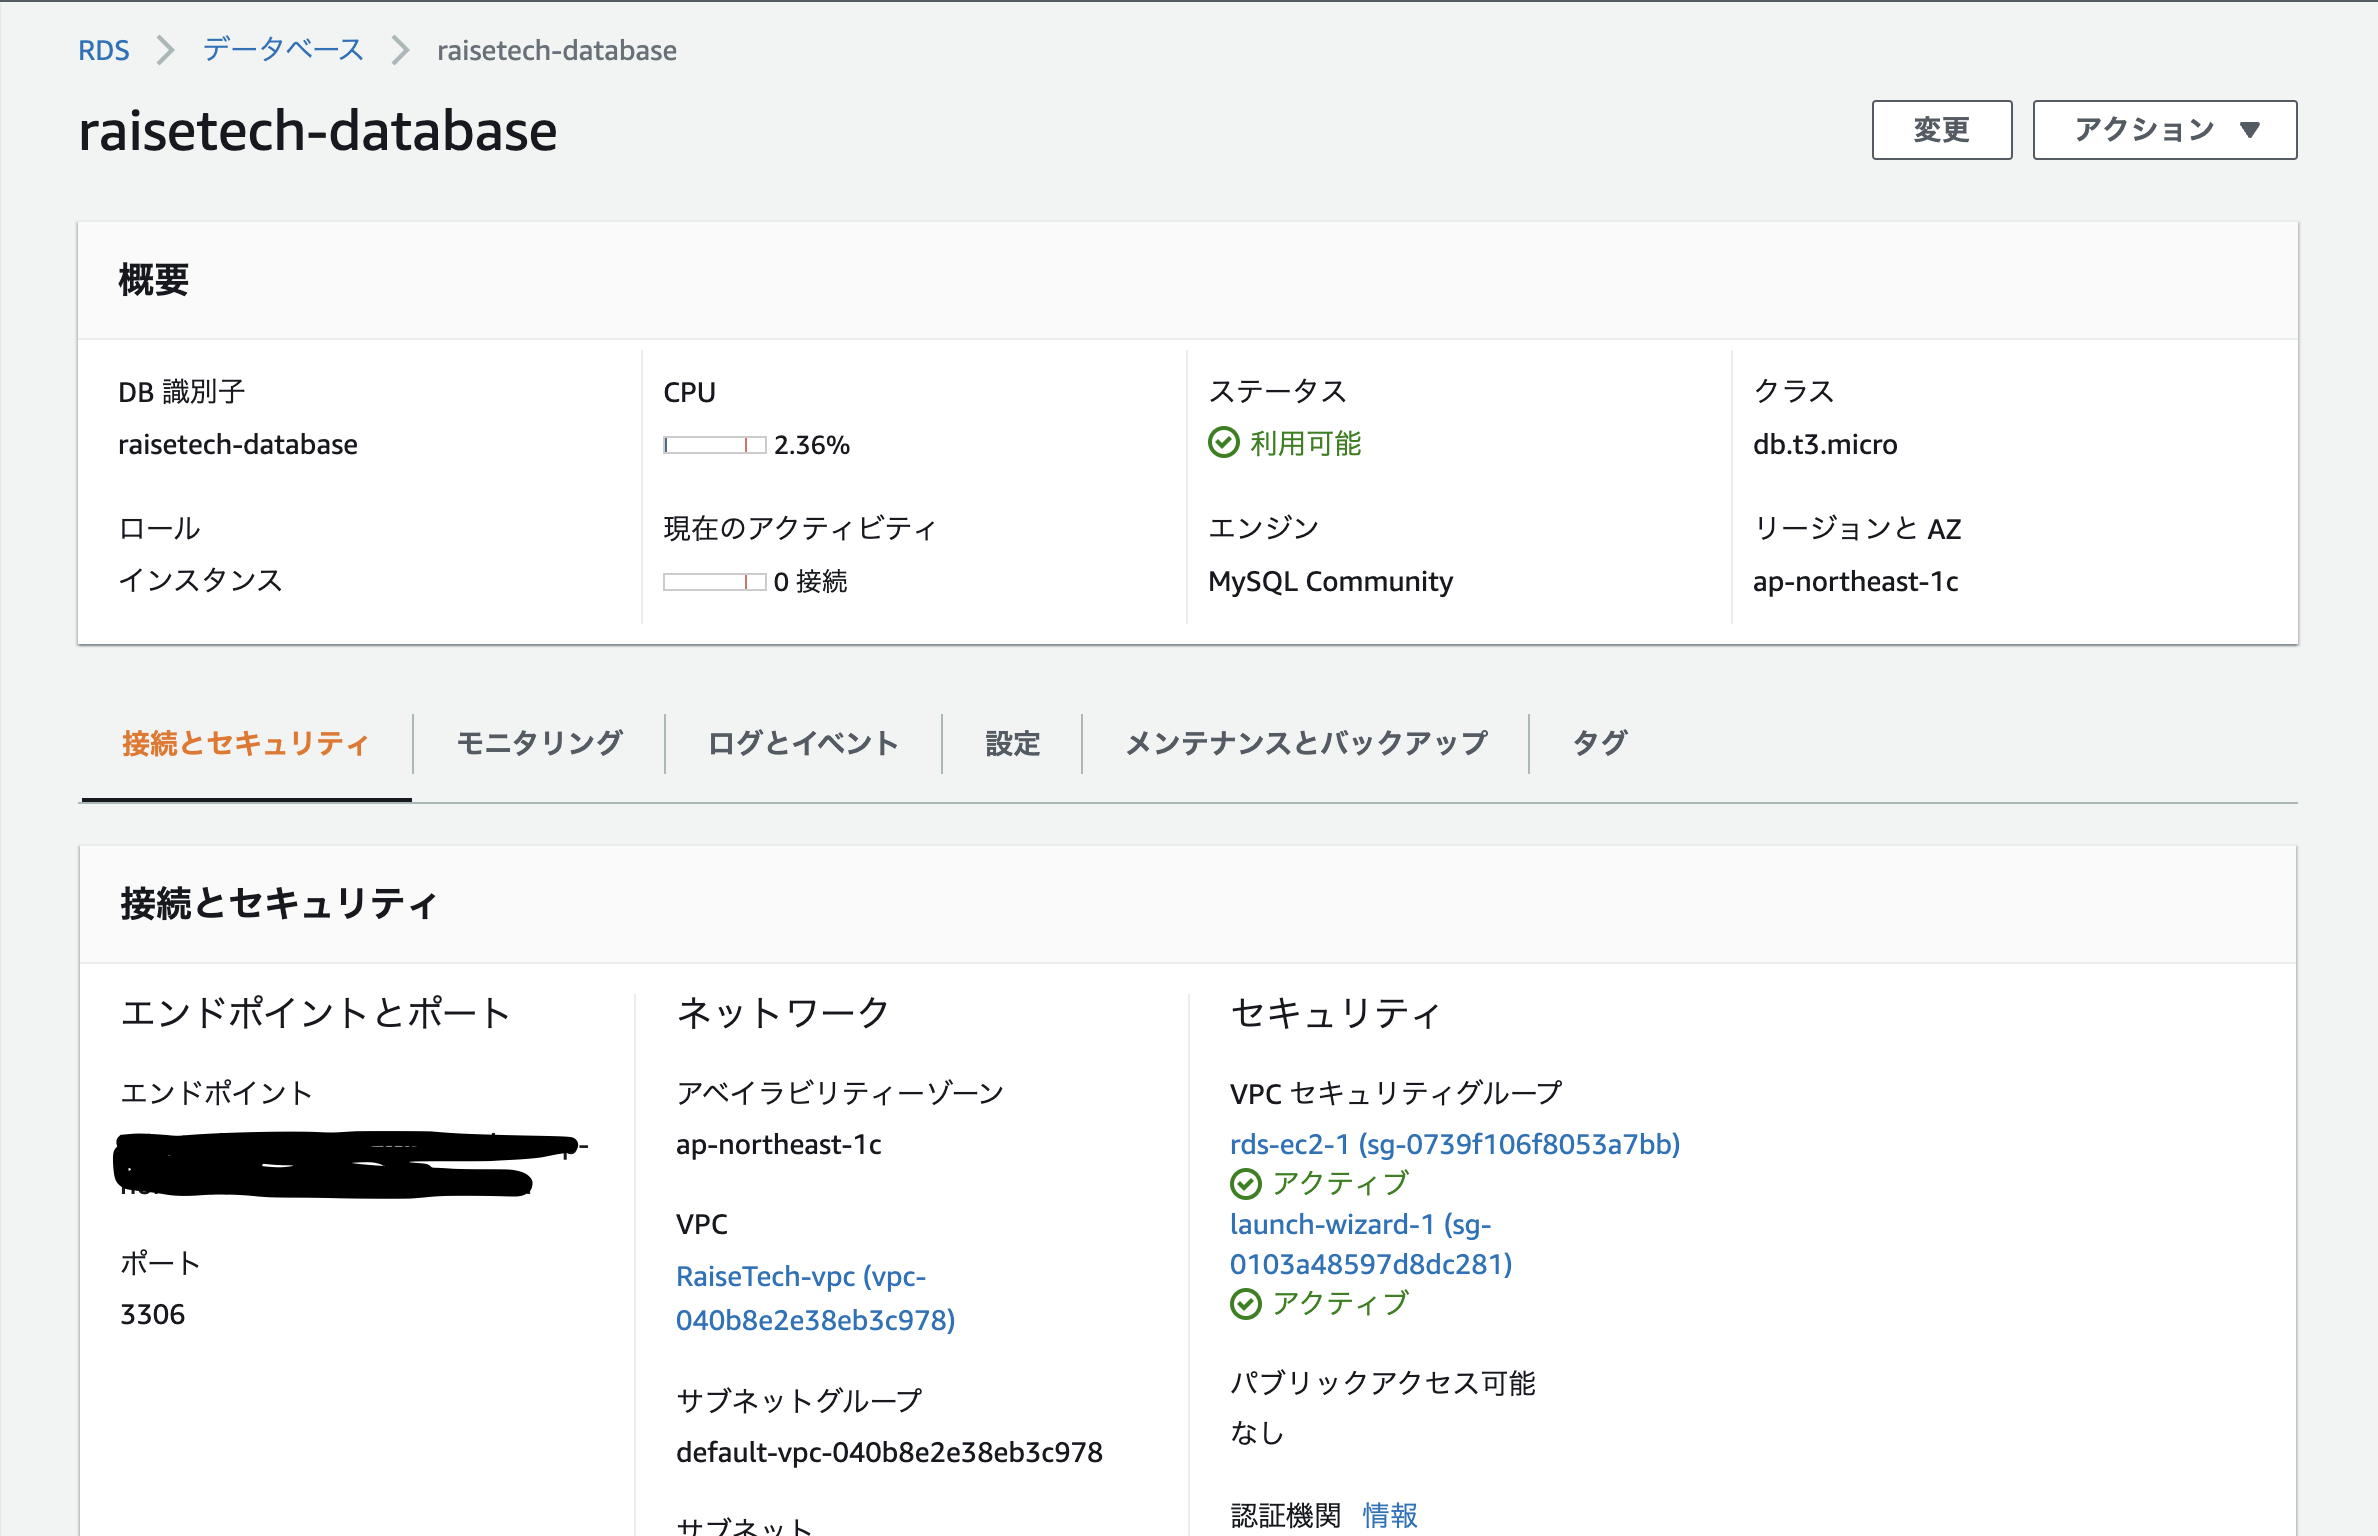 RDS > データベース > raisetech-database
raisetech-database
変更 アクション ▼
概要
DB 識別子
raisetech-database
CPU
2.36%
ステータス
利用可能
クラス
db.t3.micro
ロール
インスタンス
現在のアクティビティ
0 接続
エンジン
MySQL Community
リージョンと AZ
ap-northeast-1c
接続とセキュリティ モニタリング ログとイベント 設定 メンテナンスとバックアップ タグ
接続とセキュリティ
エンドポイントとポート
エンドポイント
ポート
3306
ネットワーク
アベイラビリティーゾーン
ap-northeast-1c
VPC
RaiseTech-vpc (vpc-
040b8e2e38eb3c978)
サブネットグループ
default-vpc-040b8e2e38eb3c978
サブネット
セキュリティ
VPC セキュリティグループ
rds-ec2-1 (sg-0739f106f8053a7bb)
アクティブ
launch-wizard-1 (sg-
0103a48597d8dc281)
アクティブ
パブリックアクセス可能
なし
認証機関 情報